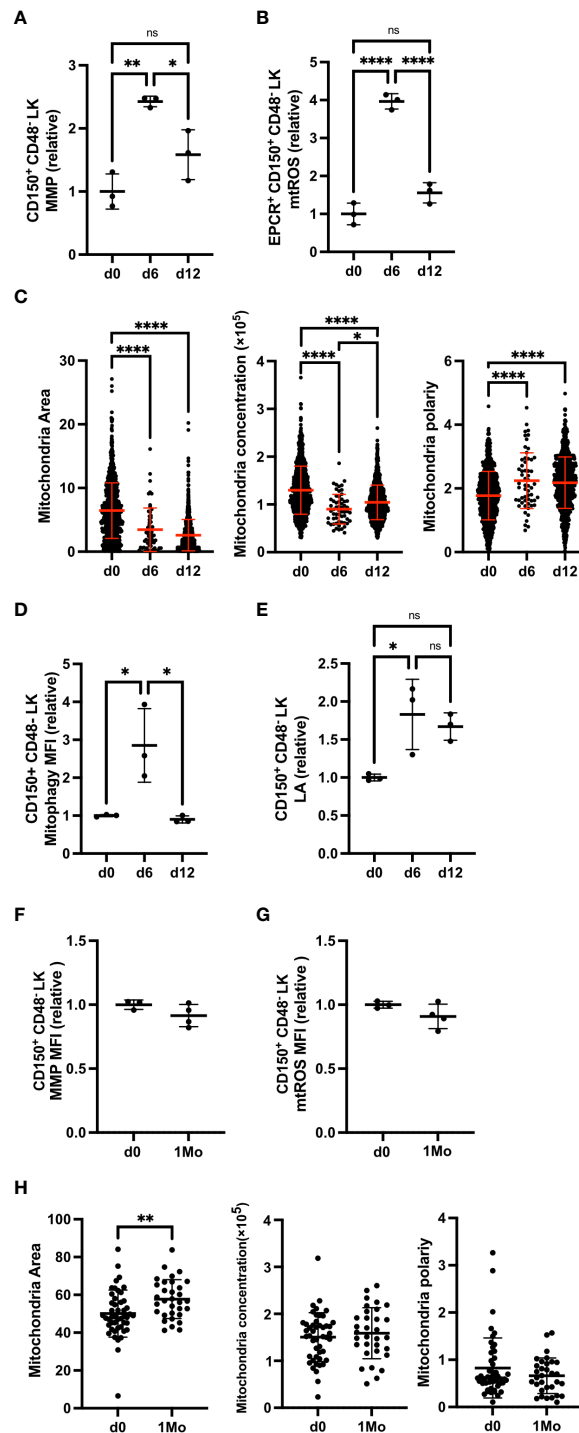 A
ns
** *
CD150+ CD48- LK
MMP (relative)
3
2
1
0
d0 d6 d12
B
ns
**** ****
EPCR+ CD150+ CD48- LK
mtROS (relative)
5
4
3
2
1
0
d0 d6 d12
C
****
****
Mitochondria Area
30
20
10
0
d0 d6 d12
****
**** *
Mitochondria concentration (×10⁵)
4
3
2
1
0
d0 d6 d12
****
****
Mitochondria polariy
6
4
2
0
d0 d6 d12
D
* *
CD150+ CD48- LK
Mitophagy MFI (relative)
5
4
3
2
1
0
d0 d6 d12
E
ns
* ns
CD150+ CD48- LK
LA (relative)
2.5
2.0
1.5
1.0
0.5
0.0
d0 d6 d12
F
CD150+ CD48- LK
MMP MFI (relative )
1.5
1.0
0.5
0.0
d0 1Mo
G
CD150+ CD48- LK
mtROS MFI (relative )
1.5
1.0
0.5
0.0
d0 1Mo
H
**
Mitochondria Area
100
80
60
40
20
0
d0 1Mo
Mitochondria concentration(×10⁵)
4
3
2
1
0
d0 1Mo
Mitochondria polariy
4
3
2
1
0
d0 1Mo